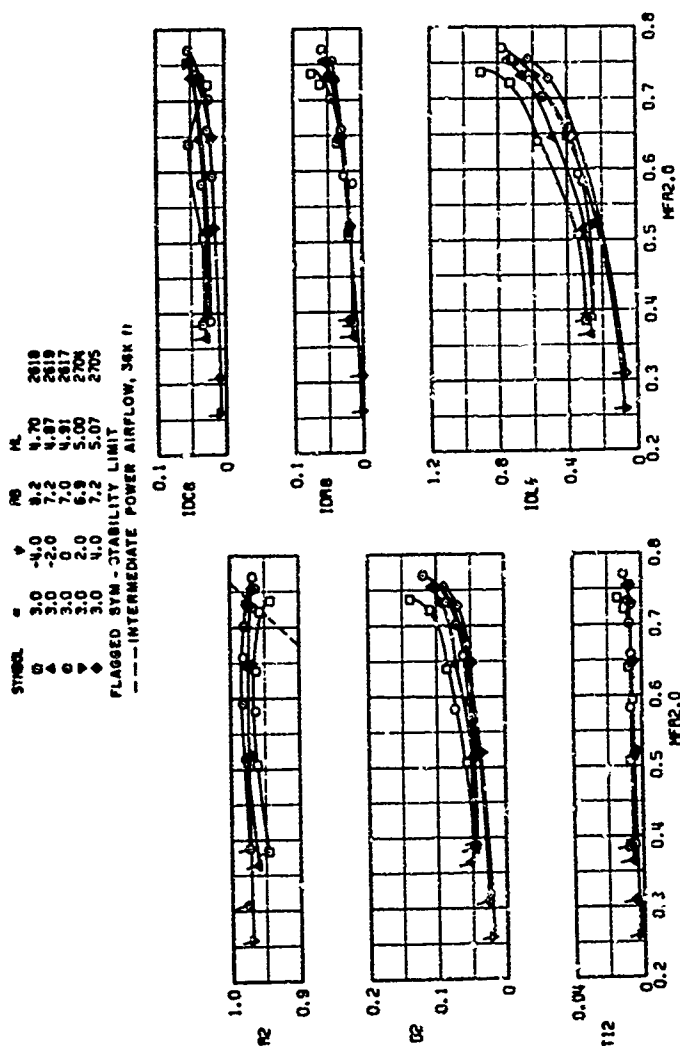 SYMBOL α ψ RB ML
3.0 -4.0 8.2 4.70 2618
3.0 -2.0 7.2 4.87 2619
3.0 0 7.0 4.91 2617
3.0 2.0 6.9 5.00 2704
3.0 4.0 7.2 5.07 2705
FLAGGED SYM - STABILITY LIMIT
---INTERMEDIATE POWER AIRFLOW, 36K ft
1.0
A2
0.9
0.2
D2
0.1
0
0.04
T12
0
0.2 0.3 0.4 0.5 0.6 0.7 0.8
MFR2.0
0.1
IDC8
0
0.1
IDR8
0
1.2
0.8
IDL
0.4
0
0.2 0.3 0.4 0.5 0.6 0.7 0.8
MFR2.0